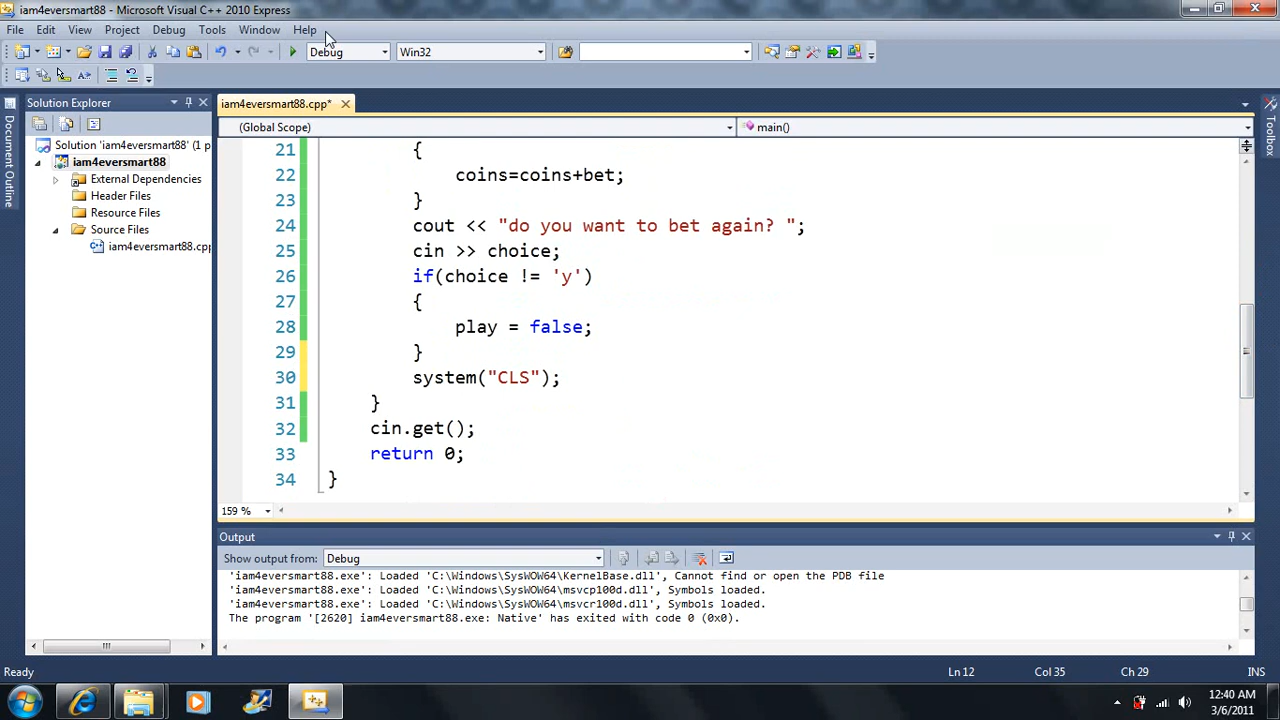 iam4eversmart88 - Microsoft Visual C++ 2010 Express
File Edit View Project Debug Tools Window Help
Debug Win32
Solution Explorer
iam4eversmart88.cpp*
(Global Scope) main()
Document Outline
Toolbox
Solution 'iam4eversmart88' (1 p
iam4eversmart88
External Dependencies
Header Files
Resource Files
Source Files
iam4eversmart88.cpp
21 {
22 coins=coins+bet;
23 }
24 cout << "do you want to bet again? ";
25 cin >> choice;
26 if(choice != 'y')
27 {
28 play = false;
29 }
30 system("CLS");
31 }
32 cin.get();
33 return 0;
34 }
159 %
Output
Show output from: Debug
'iam4eversmart88.exe': Loaded 'C:\Windows\SysWOW64\KernelBase.dll', Cannot find or open the PDB file
'iam4eversmart88.exe': Loaded 'C:\Windows\SysWOW64\msvcp100d.dll', Symbols loaded.
'iam4eversmart88.exe': Loaded 'C:\Windows\SysWOW64\msvcr100d.dll', Symbols loaded.
The program '[2620] iam4eversmart88.exe: Native' has exited with code 0 (0x0).
Ready Ln 12 Col 35 Ch 29 INS
12:40 AM
3/6/2011